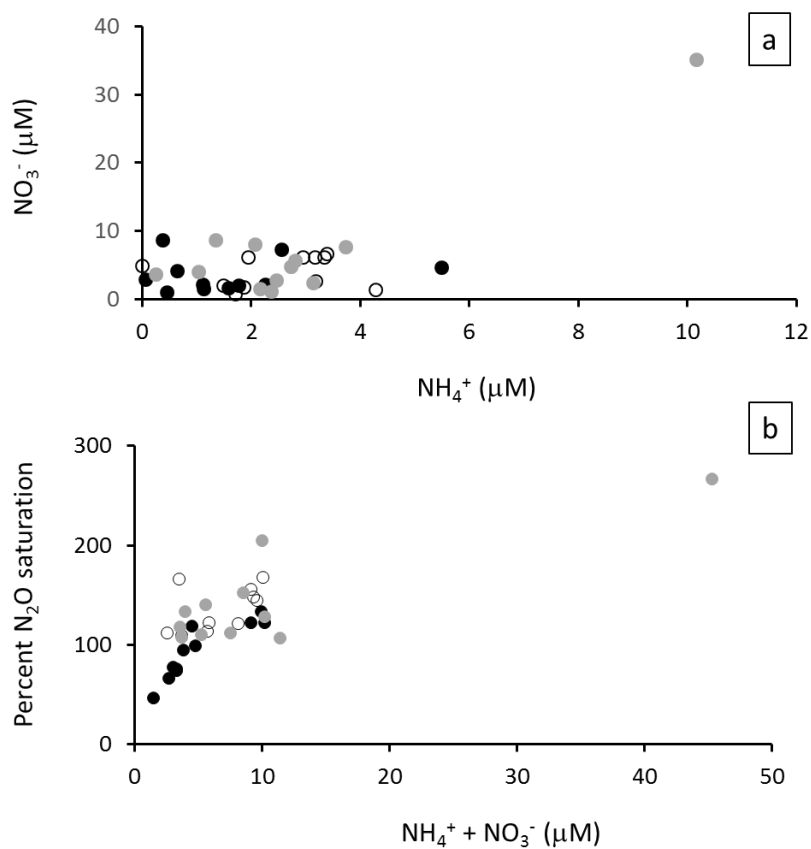 a
40
30
20
10
0
NO₃⁻ (μM)
0 2 4 6 8 10 12
NH₄⁺ (μM)
b
300
200
100
0
Percent N₂O saturation
0 10 20 30 40 50
NH₄⁺ + NO₃⁻ (μM)